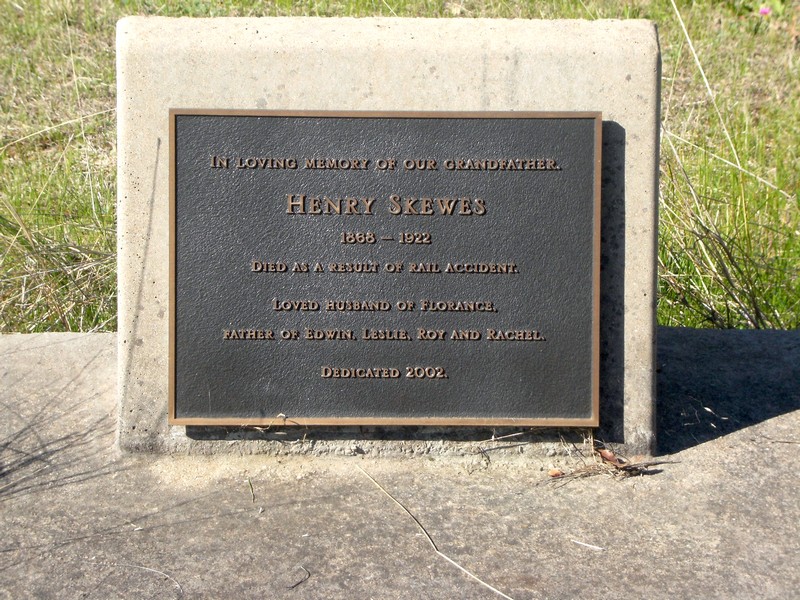 In loving memory of our grandfather.
Henry Skewes
1868 – 1922
Died as a result of rail accident.
Loved husband of Florance,
father of Edwin, Leslie, Roy and Rachel.
Dedicated 2002.